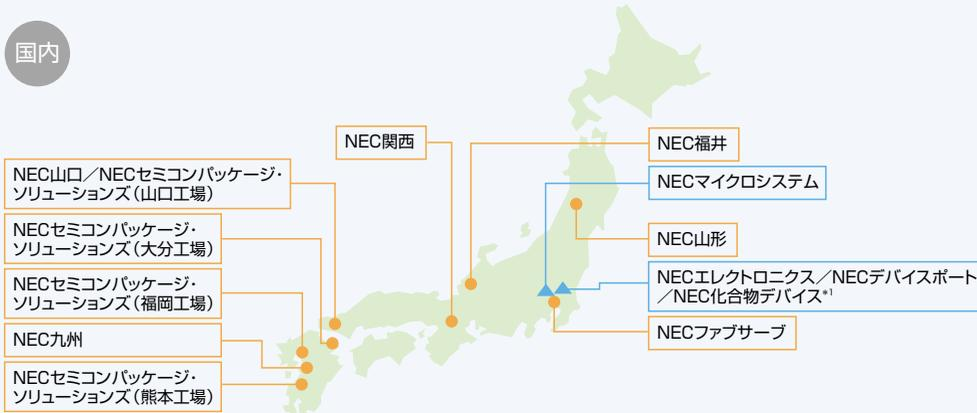 国内
NEC関西
NEC山口／NECセミコンパッケージ・
ソリューションズ（山口工場）
NECセミコンパッケージ・
ソリューションズ（大分工場）
NECセミコンパッケージ・
ソリューションズ（福岡工場）
NEC九州
NECセミコンパッケージ・
ソリューションズ（熊本工場）
NEC福井
NECマイクロシステム
NEC山形
NECエレクトロニクス／NECデバイスポート
／NEC化合物デバイス*1
NECファブサーブ